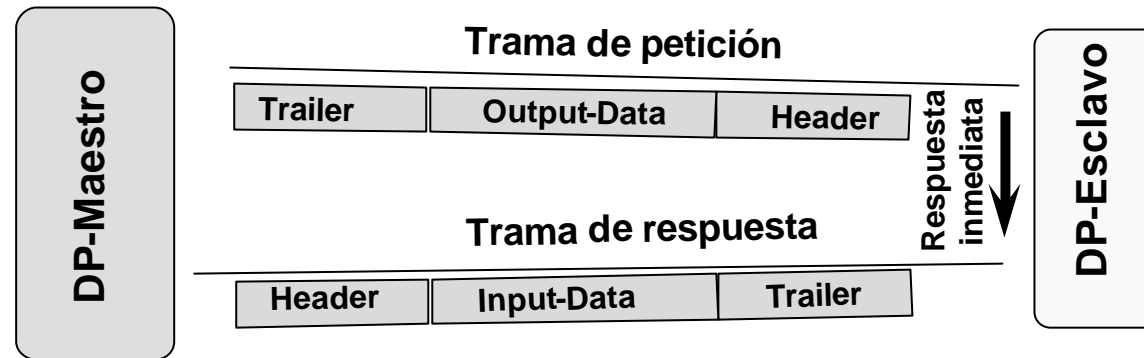 DP-Maestro
Trama de petición
Trailer Output-Data Header
Respuesta
inmediata
Trama de respuesta
Header Input-Data Trailer
DP-Esclavo